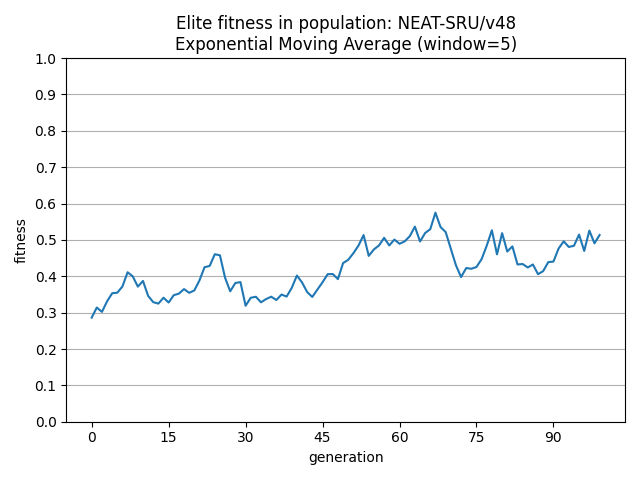 Elite fitness in population: NEAT-SRU/v48
Exponential Moving Average (window=5)
1.0
0.9
0.8
0.7
0.6
0.5
0.4
0.3
0.2
0.1
0.0
fitness
0 15 30 45 60 75 90
generation